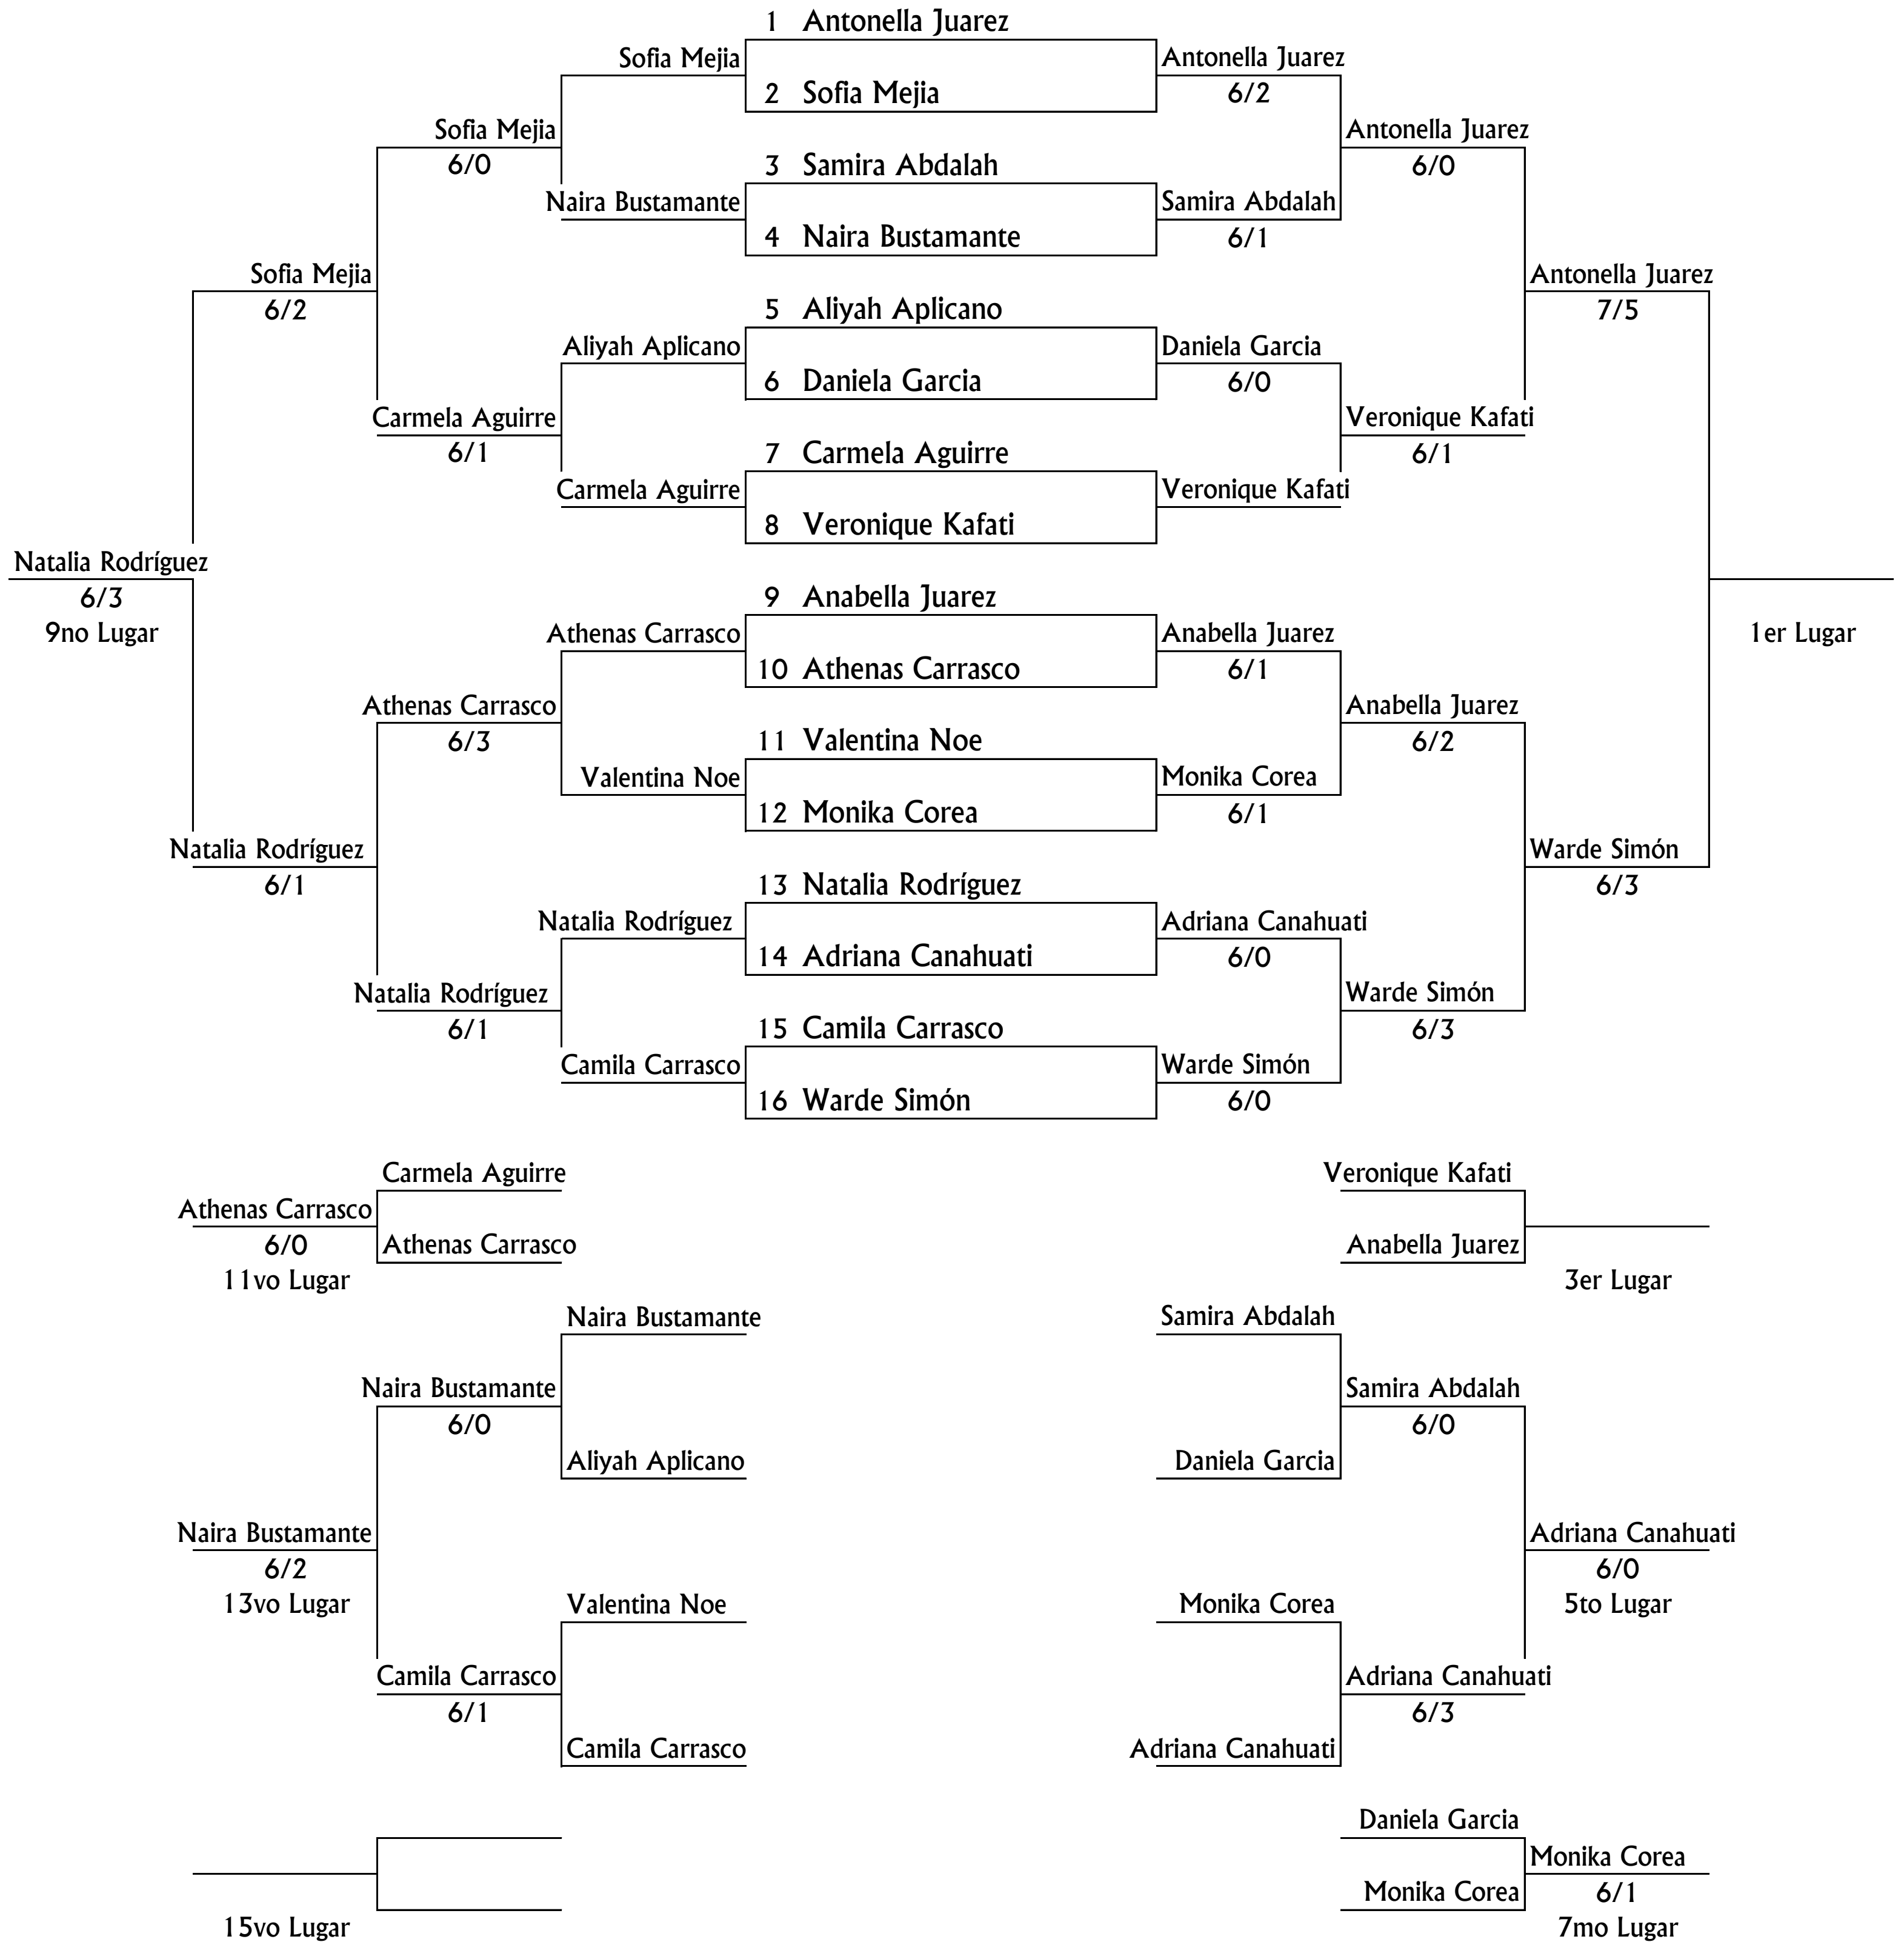 1 Antonella Juarez
Sofia Mejia
Antonella Juarez
2 Sofia Mejia
6/2
Sofia Mejia
Antonella Juarez
6/0
3 Samira Abdalah
6/0
Naira Bustamante
Samira Abdalah
4 Naira Bustamante
6/1
Sofia Mejia
Antonella Juarez
6/2
5 Aliyah Aplicano
7/5
Aliyah Aplicano
Daniela Garcia
6 Daniela Garcia
6/0
Carmela Aguirre
Veronique Kafati
6/1
7 Carmela Aguirre
6/1
Carmela Aguirre
Veronique Kafati
8 Veronique Kafati
Natalia Rodríguez
6/3
9 Anabella Juarez
9no Lugar
Athenas Carrasco
Anabella Juarez
1er Lugar
10 Athenas Carrasco
6/1
Athenas Carrasco
Anabella Juarez
6/3
11 Valentina Noe
6/2
Valentina Noe
Monika Corea
12 Monika Corea
6/1
Natalia Rodríguez
Warde Simón
6/1
13 Natalia Rodríguez
6/3
Natalia Rodríguez
Adriana Canahuati
14 Adriana Canahuati
6/0
Natalia Rodríguez
Warde Simón
6/1
15 Camila Carrasco
6/3
Camila Carrasco
Warde Simón
16 Warde Simón
6/0
Carmela Aguirre
Veronique Kafati
Athenas Carrasco
6/0
Athenas Carrasco
Anabella Juarez
11vo Lugar
3er Lugar
Naira Bustamante
Samira Abdalah
Naira Bustamante
Samira Abdalah
6/0
6/0
Aliyah Aplicano
Daniela Garcia
Naira Bustamante
Adriana Canahuati
6/2
6/0
13vo Lugar
Valentina Noe
Monika Corea
5to Lugar
Camila Carrasco
Adriana Canahuati
6/1
6/3
Camila Carrasco
Adriana Canahuati
Daniela Garcia
Monika Corea
Monika Corea
6/1
15vo Lugar
7mo Lugar